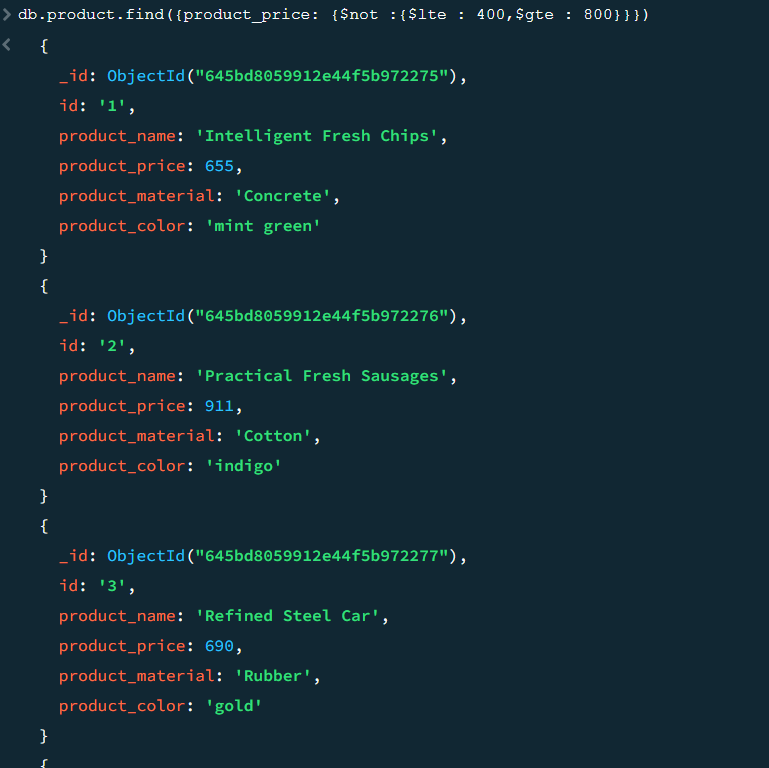 db.product.find({product_price: {$not :{$lte : 400,$gte : 800}}})
{
_id: ObjectId("645bd8059912e44f5b972275"),
id: '1',
product_name: 'Intelligent Fresh Chips',
product_price: 655,
product_material: 'Concrete',
product_color: 'mint green'
}
{
_id: ObjectId("645bd8059912e44f5b972276"),
id: '2',
product_name: 'Practical Fresh Sausages',
product_price: 911,
product_material: 'Cotton',
product_color: 'indigo'
}
{
_id: ObjectId("645bd8059912e44f5b972277"),
id: '3',
product_name: 'Refined Steel Car',
product_price: 690,
product_material: 'Rubber',
product_color: 'gold'
}
{